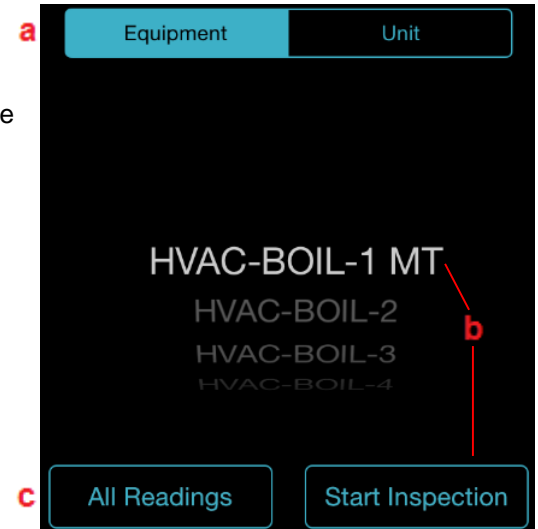 a Equipment Unit
e
HVAC-BOIL-1 MT
HVAC-BOIL-2
b
HVAC-BOIL-3
HVAC-BOIL-4
c All Readings Start Inspection